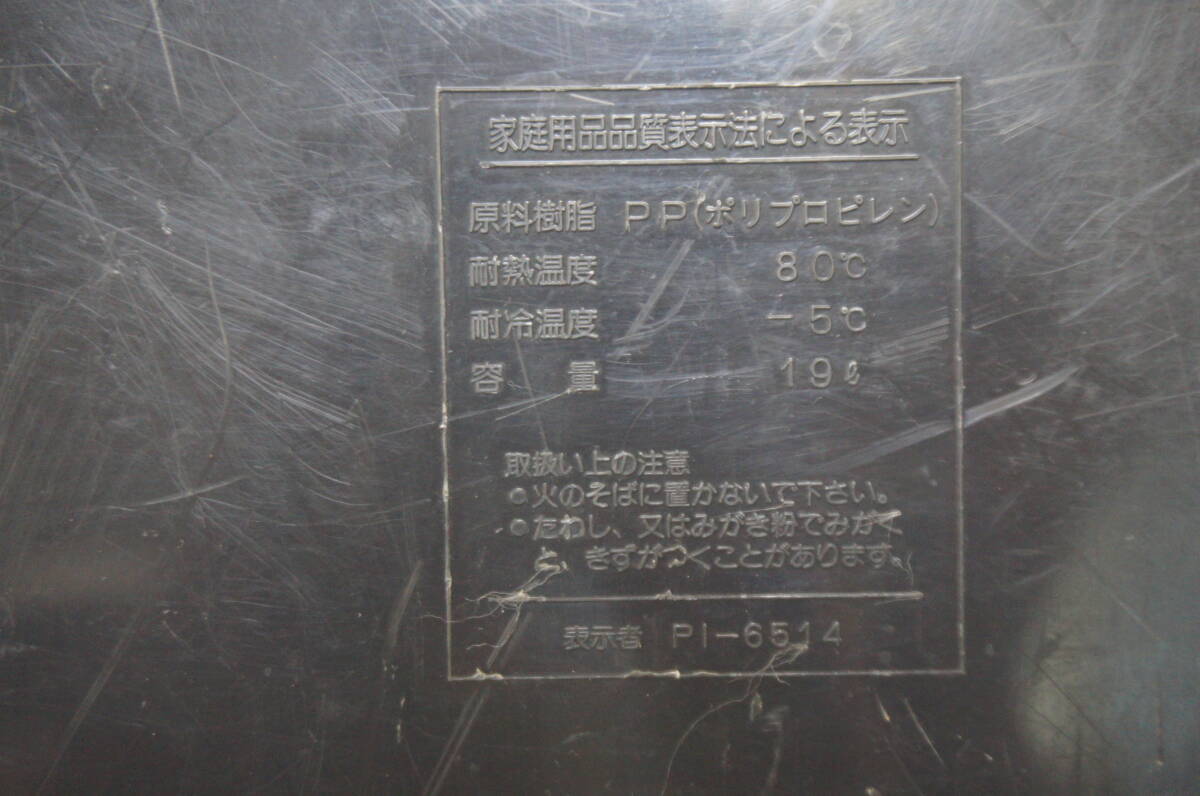 家庭用品品質表示法による表示
原料樹脂 PP(ポリプロピレン)
耐熱温度 80℃
耐冷温度 -5℃
容 量 19ℓ
取扱い上の注意
●火のそばに置かないで下さい。
●たわし、又はみがき粉でみがく
と、きずがつくことがあります。
表示者 PI-6514